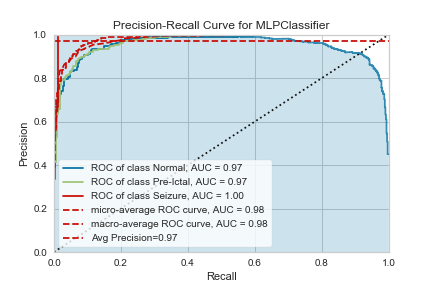 Precision-Recall Curve for MLPClassifier
1.0
0.8
0.6
0.4
0.2
0.0
Precision
ROC of class Normal, AUC = 0.97
ROC of class Pre-Ictal, AUC = 0.97
ROC of class Seizure, AUC = 1.00
micro-average ROC curve, AUC = 0.98
macro-average ROC curve, AUC = 0.98
Avg Precision=0.97
0.0 0.2 0.4 0.6 0.8 1.0
Recall